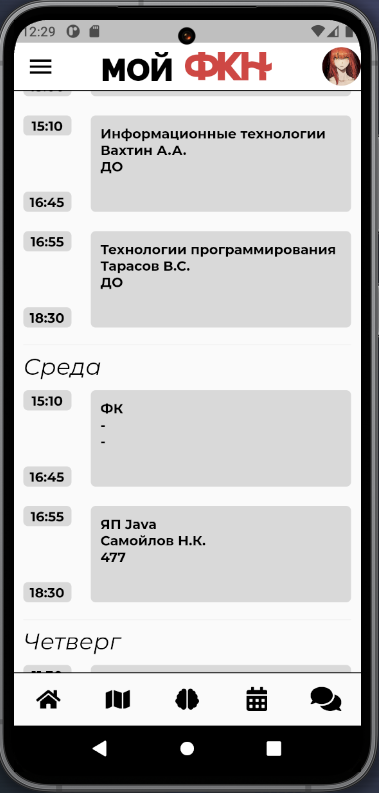 12:29
МОЙ ФКН
15:10
Информационные технологии
Вахтин А.А.
ДО
16:45
16:55
Технологии программирования
Тарасов В.С.
ДО
18:30
Среда
15:10
ФК
-
-
16:45
16:55
ЯП Java
Самойлов Н.К.
477
18:30
Четверг